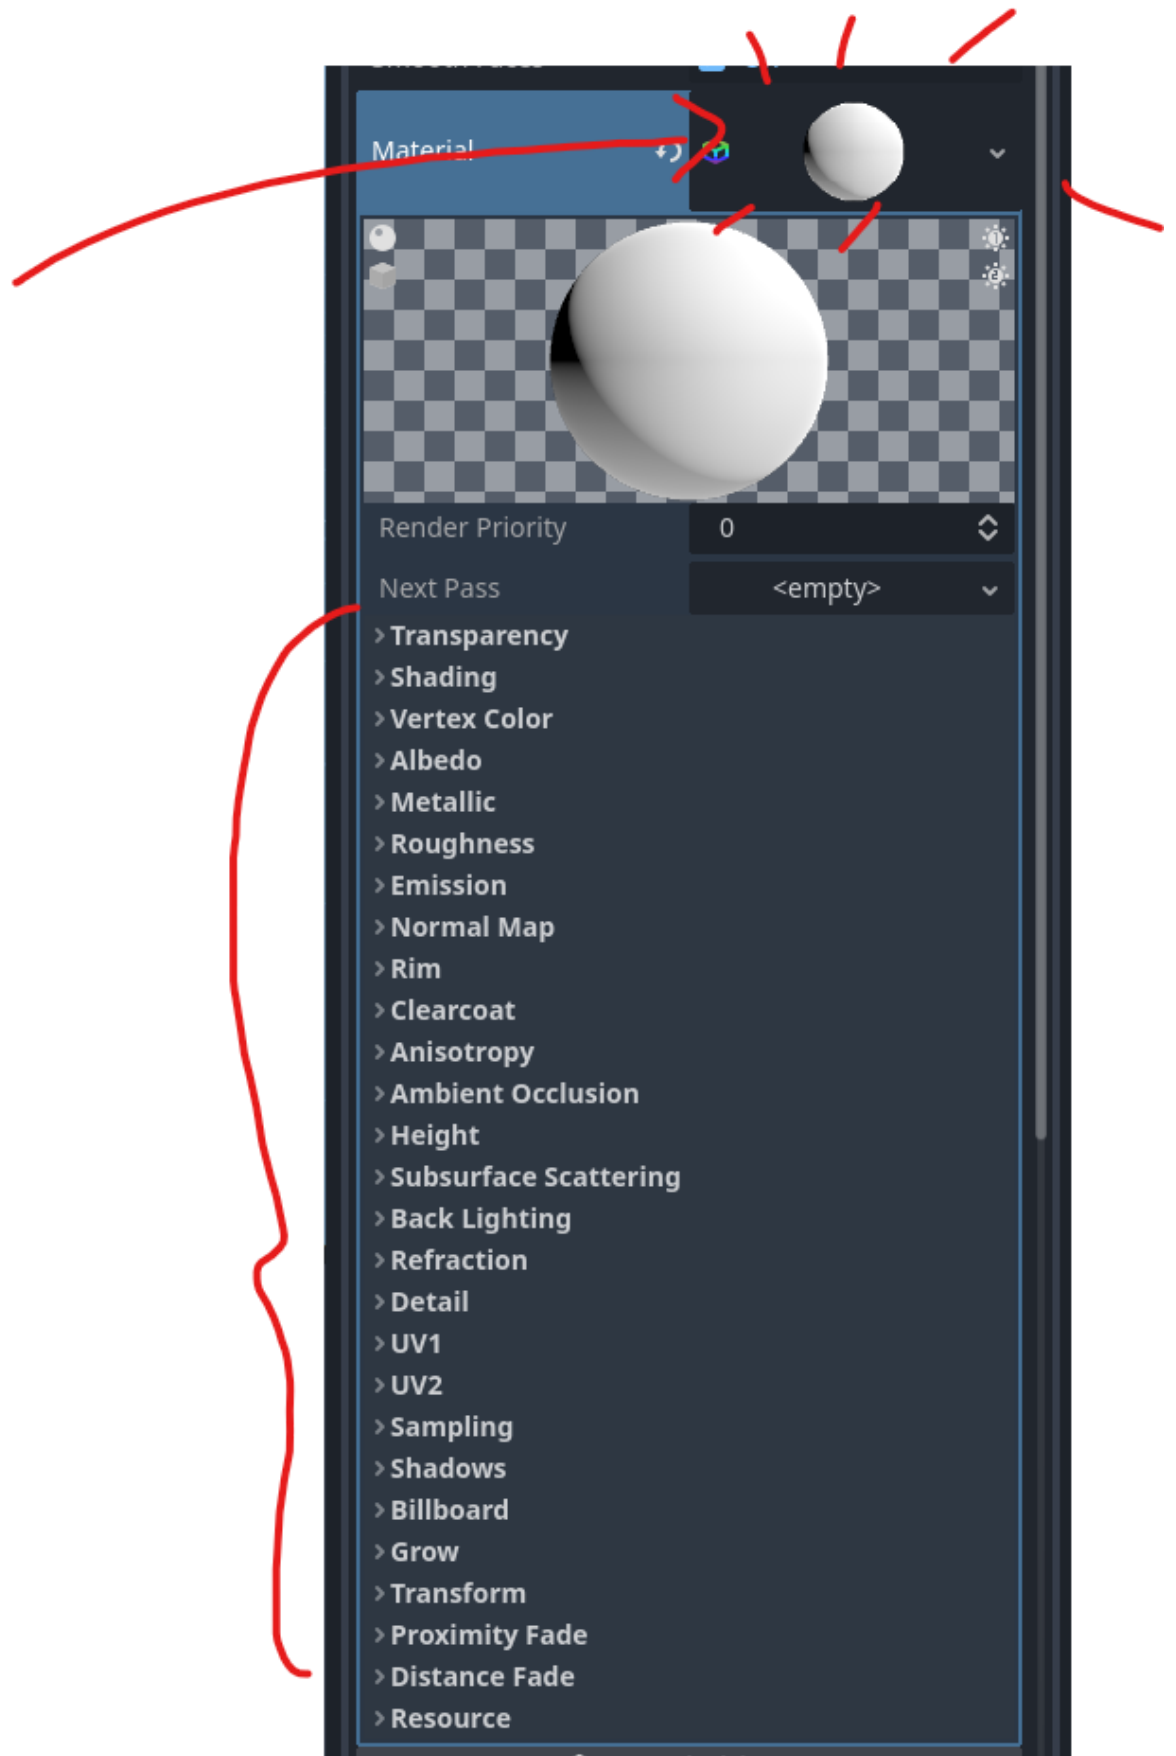 Material
1
2
Render Priority 0
Next Pass <empty>
Transparency
Shading
Vertex Color
Albedo
Metallic
Roughness
Emission
Normal Map
Rim
Clearcoat
Anisotropy
Ambient Occlusion
Height
Subsurface Scattering
Back Lighting
Refraction
Detail
UV1
UV2
Sampling
Shadows
Billboard
Grow
Transform
Proximity Fade
Distance Fade
Resource